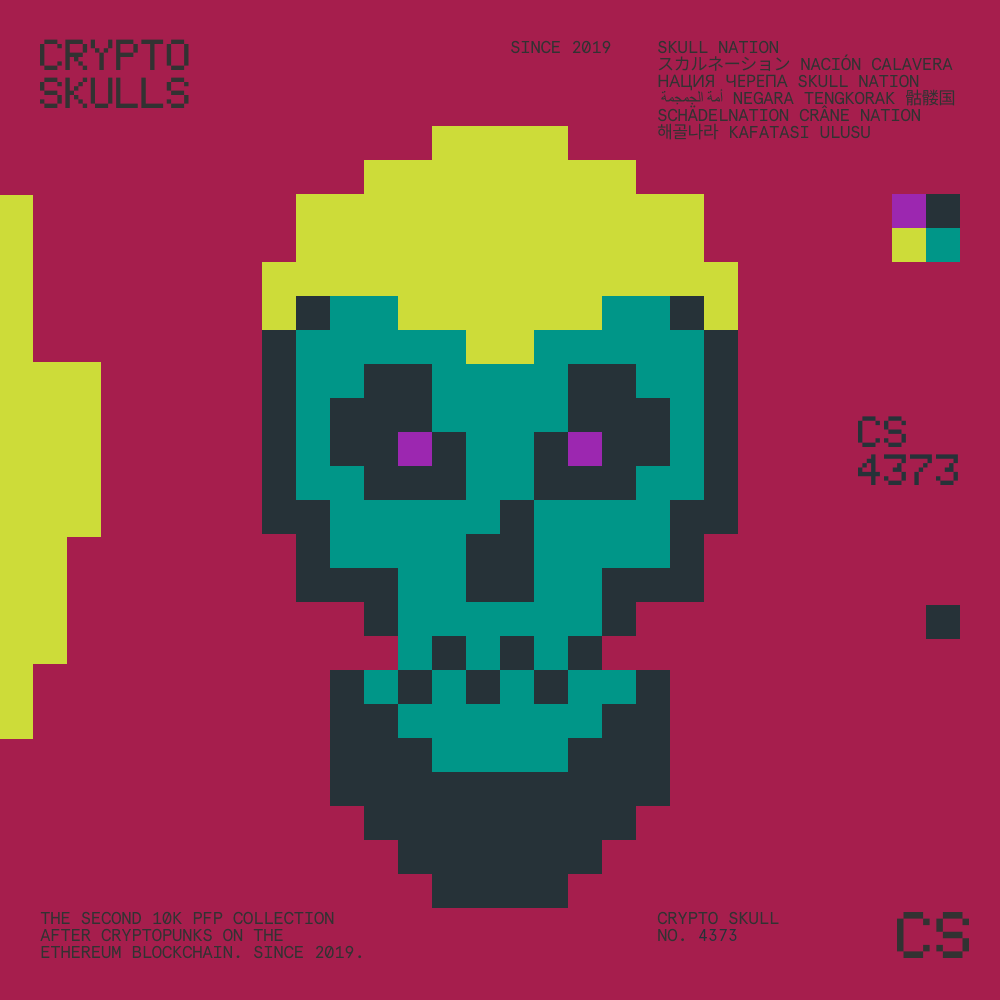 CRYPTO
SKULLS
SINCE 2019
SKULL NATION
スカルネーション NACIÓN CALAVERA
НАЦИЯ ЧЕРЕПА SKULL NATION
أمة الجمجمة NEGARA TENGKORAK 骷髅国
SCHÄDELNATION CRÂNE NATION
해골나라 KAFATASI ULUSU
CS
4373
THE SECOND 10K PFP COLLECTION
AFTER CRYPTOPUNKS ON THE
ETHEREUM BLOCKCHAIN. SINCE 2019.
CRYPTO SKULL
NO. 4373
CS